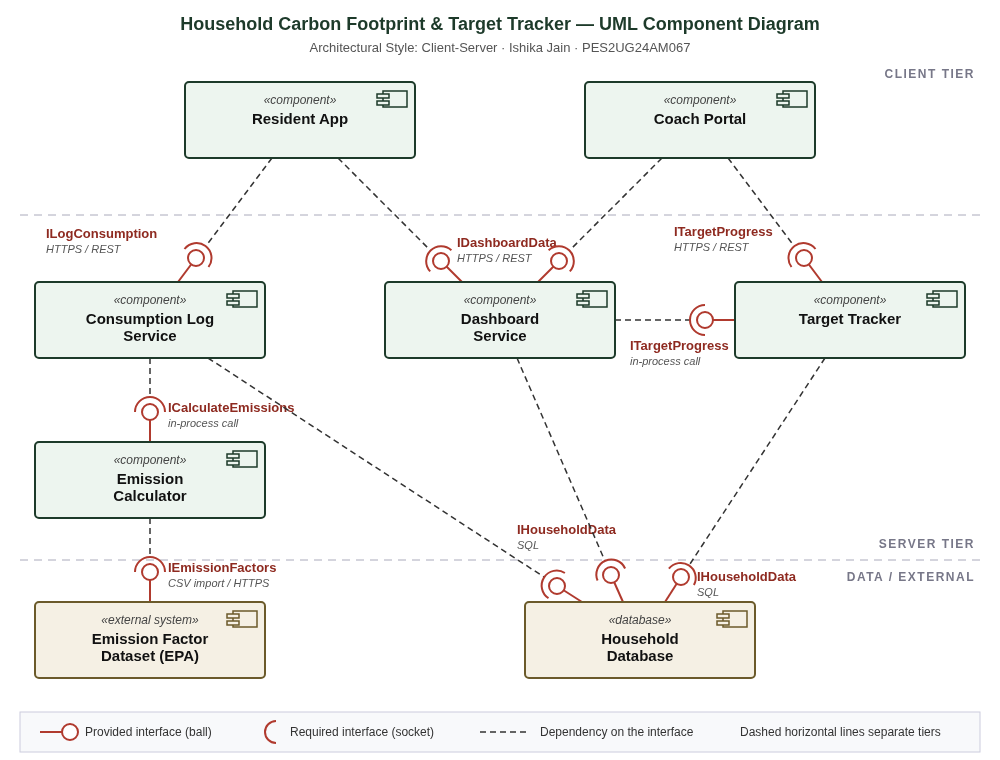 Household Carbon Footprint & Target Tracker — UML Component Diagram
Architectural Style: Client-Server · Ishika Jain · PES2UG24AM067
CLIENT TIER
«component»
Resident App
«component»
Coach Portal
ILogConsumption
HTTPS / REST
IDashboardData
HTTPS / REST
ITargetProgress
HTTPS / REST
«component»
Consumption Log
Service
«component»
Dashboard
Service
«component»
Target Tracker
ITargetProgress
in-process call
ICalculateEmissions
in-process call
«component»
Emission
Calculator
IHouseholdData
SQL
SERVER TIER
IEmissionFactors
CSV import / HTTPS
IHouseholdData
SQL
DATA / EXTERNAL
«external system»
Emission Factor
Dataset (EPA)
«database»
Household
Database
Provided interface (ball)
Required interface (socket)
Dependency on the interface
Dashed horizontal lines separate tiers